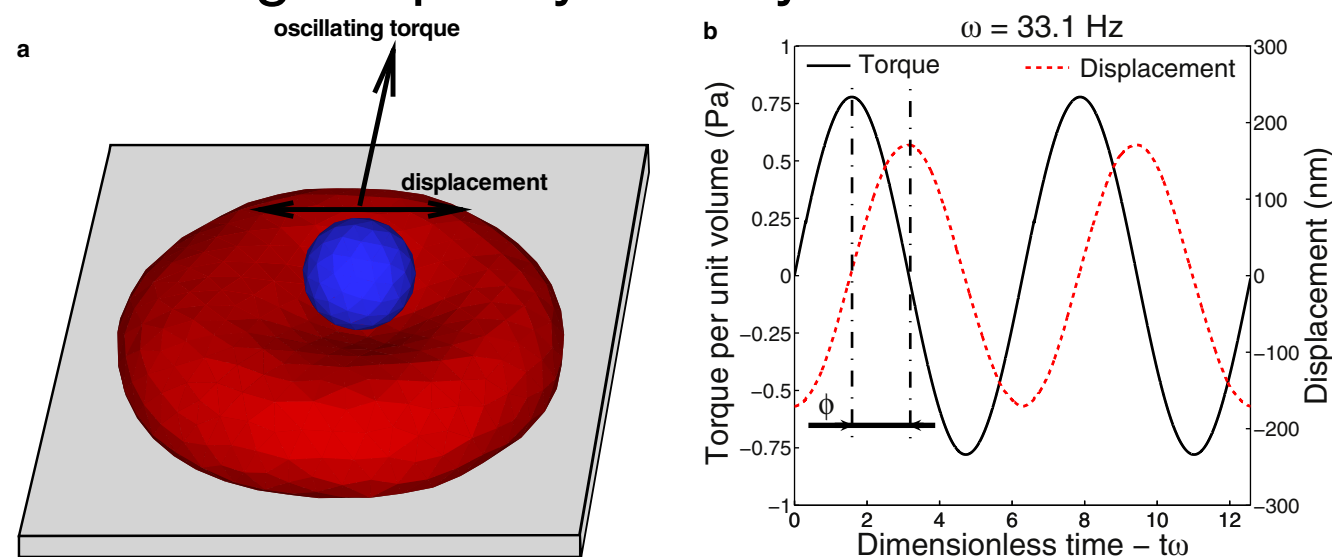 a
oscillating torque
displacement
b
ω = 33.1 Hz
Torque
Displacement
Torque per unit volume (Pa)
1
0.75
0.5
0.25
0
−0.25
−0.5
−0.75
−1
300
200
100
0
−100
−200
−300
Displacement (nm)
ϕ
0 2 4 6 8 10 12
Dimensionless time − tω